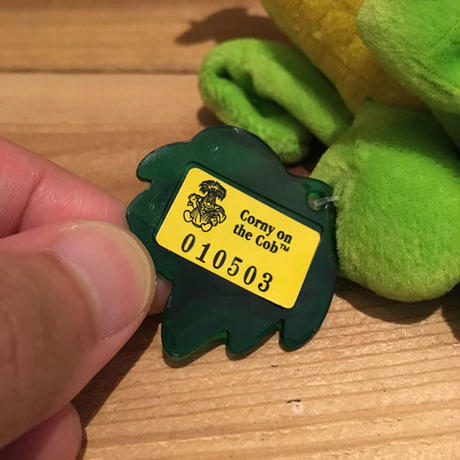 Corny on
the Cob™
010503